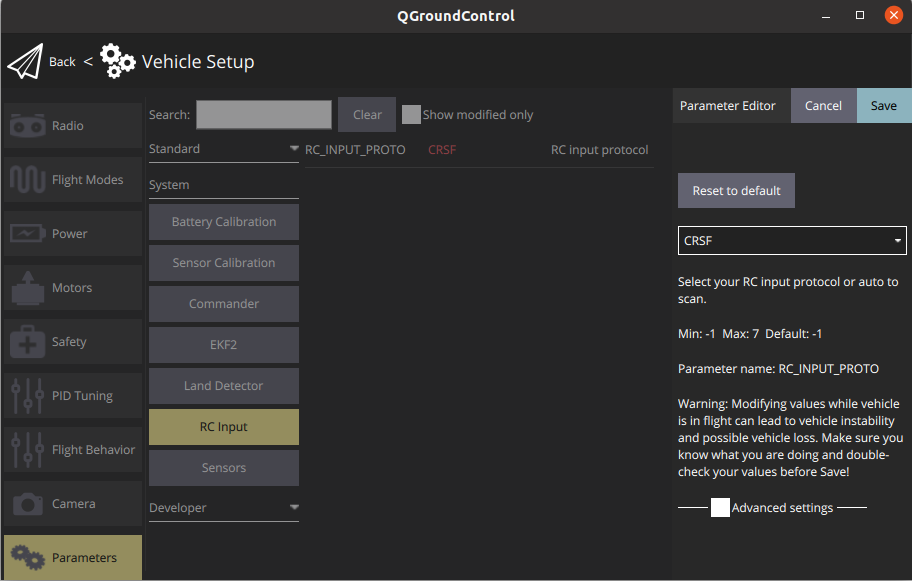 QGroundControl
Back < Vehicle Setup
Radio
Flight Modes
Power
Motors
Safety
PID Tuning
Flight Behavior
Camera
Parameters
Search: Clear Show modified only
Standard
System
Battery Calibration
Sensor Calibration
Commander
EKF2
Land Detector
RC Input
Sensors
Developer
RC_INPUT_PROTO CRSF RC input protocol
Parameter Editor Cancel Save
Reset to default
CRSF
Select your RC input protocol or auto to
scan.
Min: -1 Max: 7 Default: -1
Parameter name: RC_INPUT_PROTO
Warning: Modifying values while vehicle
is in flight can lead to vehicle instability
and possible vehicle loss. Make sure you
know what you are doing and double-
check your values before Save!
Advanced settings